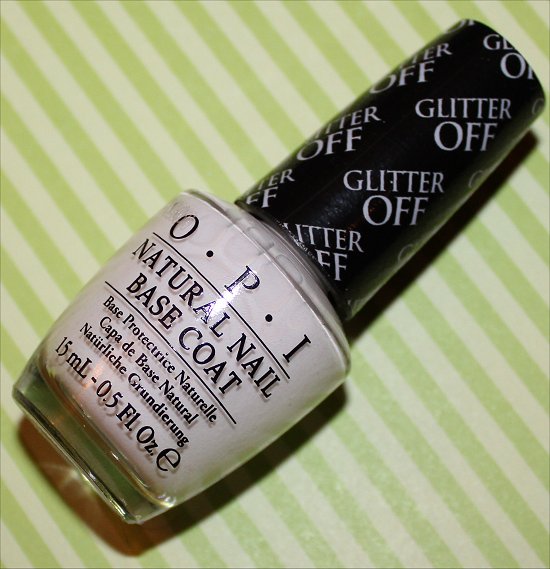 GLITTER
OFF
GLITTER
OFF
GLITTER
OFF
GLITTER
OFF
O.P.I
NATURAL NAIL
BASE COAT
Base Protectrice Naturelle
Capa de Base Natural
Natürliche Grundierung
15 mL - 0.5 Fl Oz. e